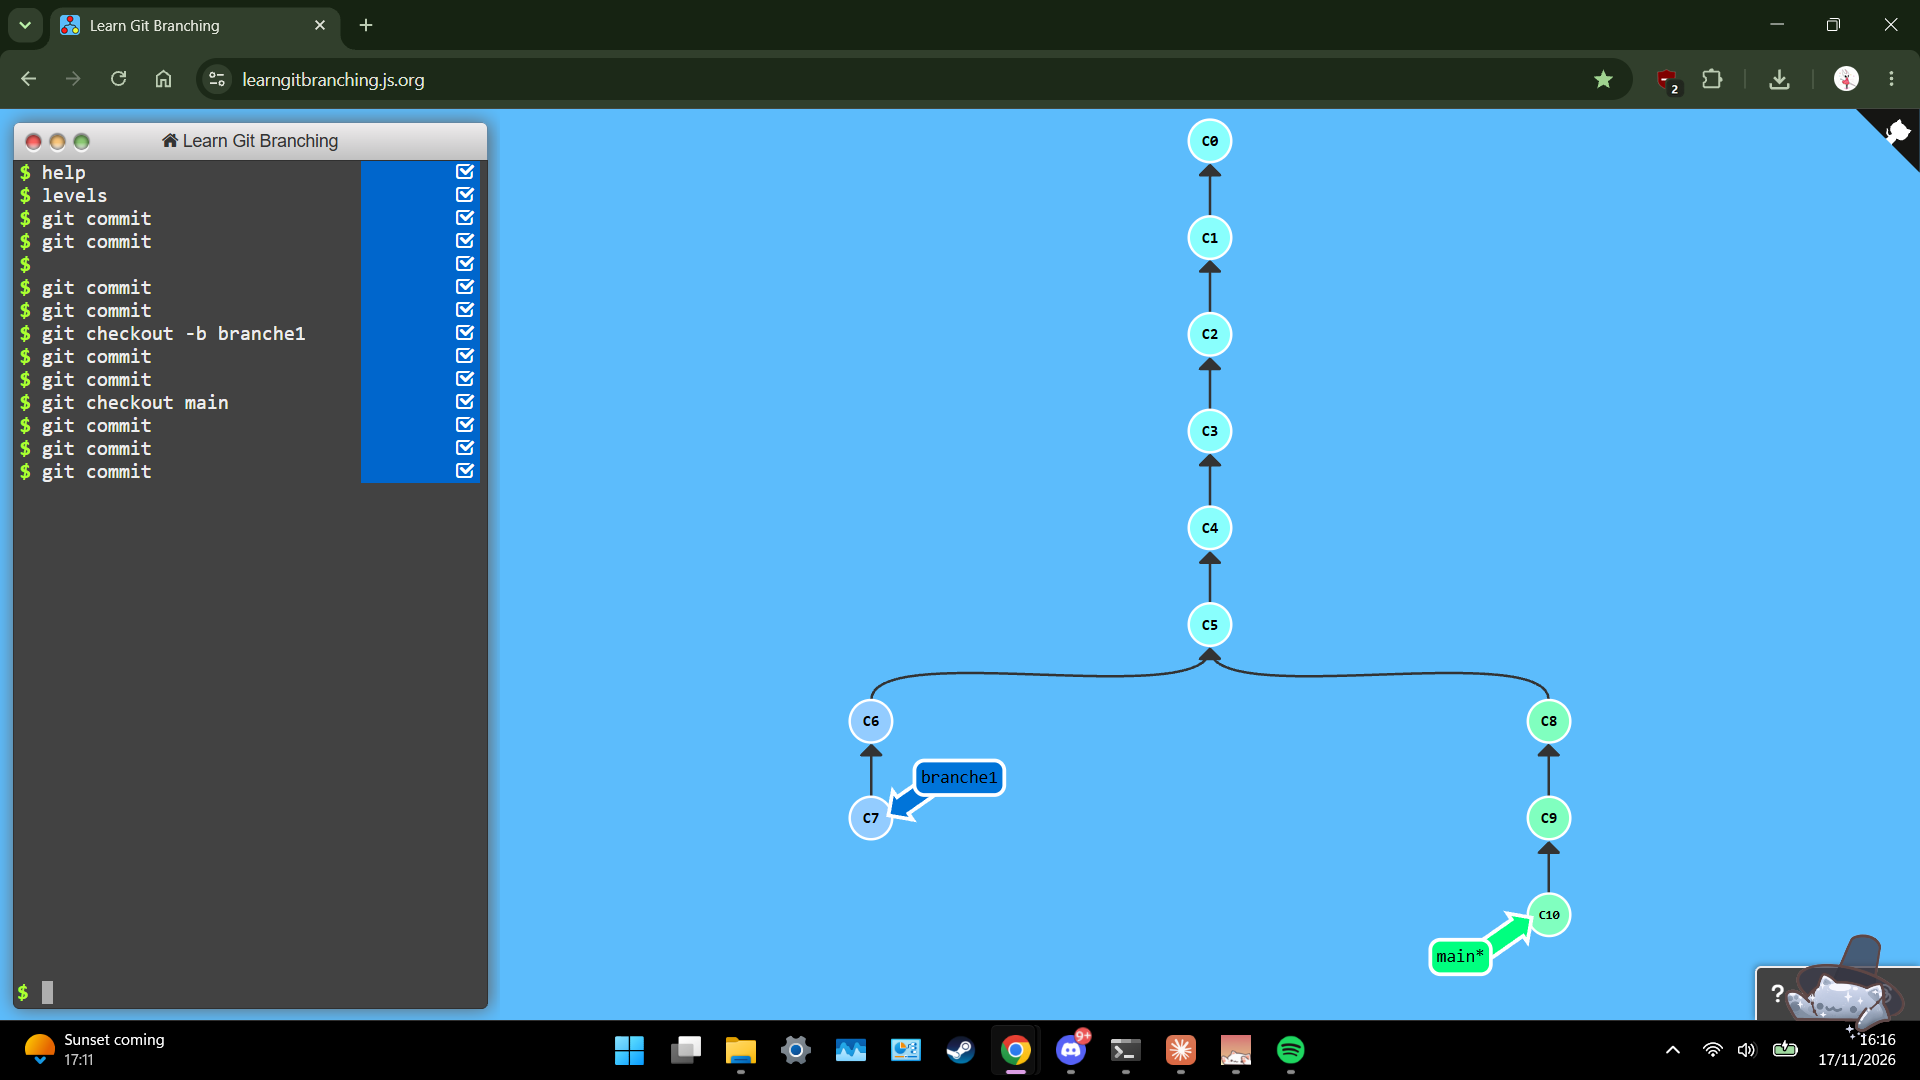 Learn Git Branching
learngitbranching.js.org
2
Learn Git Branching
$ help
$ levels
$ git commit
$ git commit
$
$ git commit
$ git commit
$ git checkout -b branche1
$ git commit
$ git commit
$ git checkout main
$ git commit
$ git commit
$ git commit
$
C0
C1
C2
C3
C4
C5
C6
C8
branche1
C7
C9
C10
main*
?
Sunset coming
17:11
9+
16:16
17/11/2026